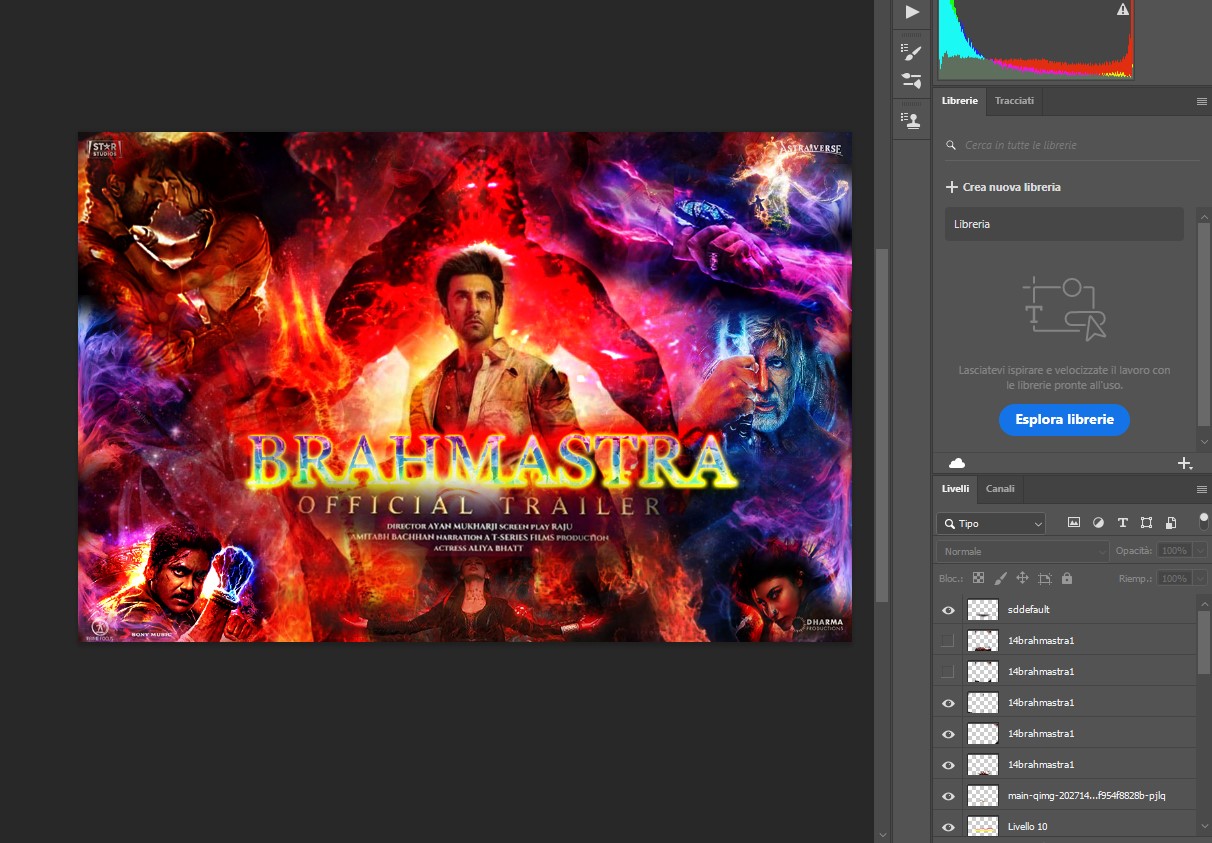 STAR
STUDIOS
ASTRAVERSE
BRAHMASTRA
OFFICIAL TRAILER
DIRECTOR AYAN MUKHARJI SCREEN PLAY RAJU
AMITABH BACHHAN NARRATION A T-SERIES FILMS PRODUCTION
ACTRESS ALIYA BHATT
SONY MUSIC
DHARMA
PRODUCTIONS
Librerie
Tracciati
Cerca in tutte le librerie
Crea nuova libreria
Libreria
T
Lasciatevi ispirare e velocizzate il lavoro con
le librerie pronte all'uso.
Esplora librerie
Livelli
Canali
Tipo
T
Normale
Opacità:
100%
Bloc.:
Riemp.:
100%
sddefault
14brahmastra1
14brahmastra1
14brahmastra1
14brahmastra1
14brahmastra1
main-qimg-202714...f954f8828b-pjlq
Livello 10